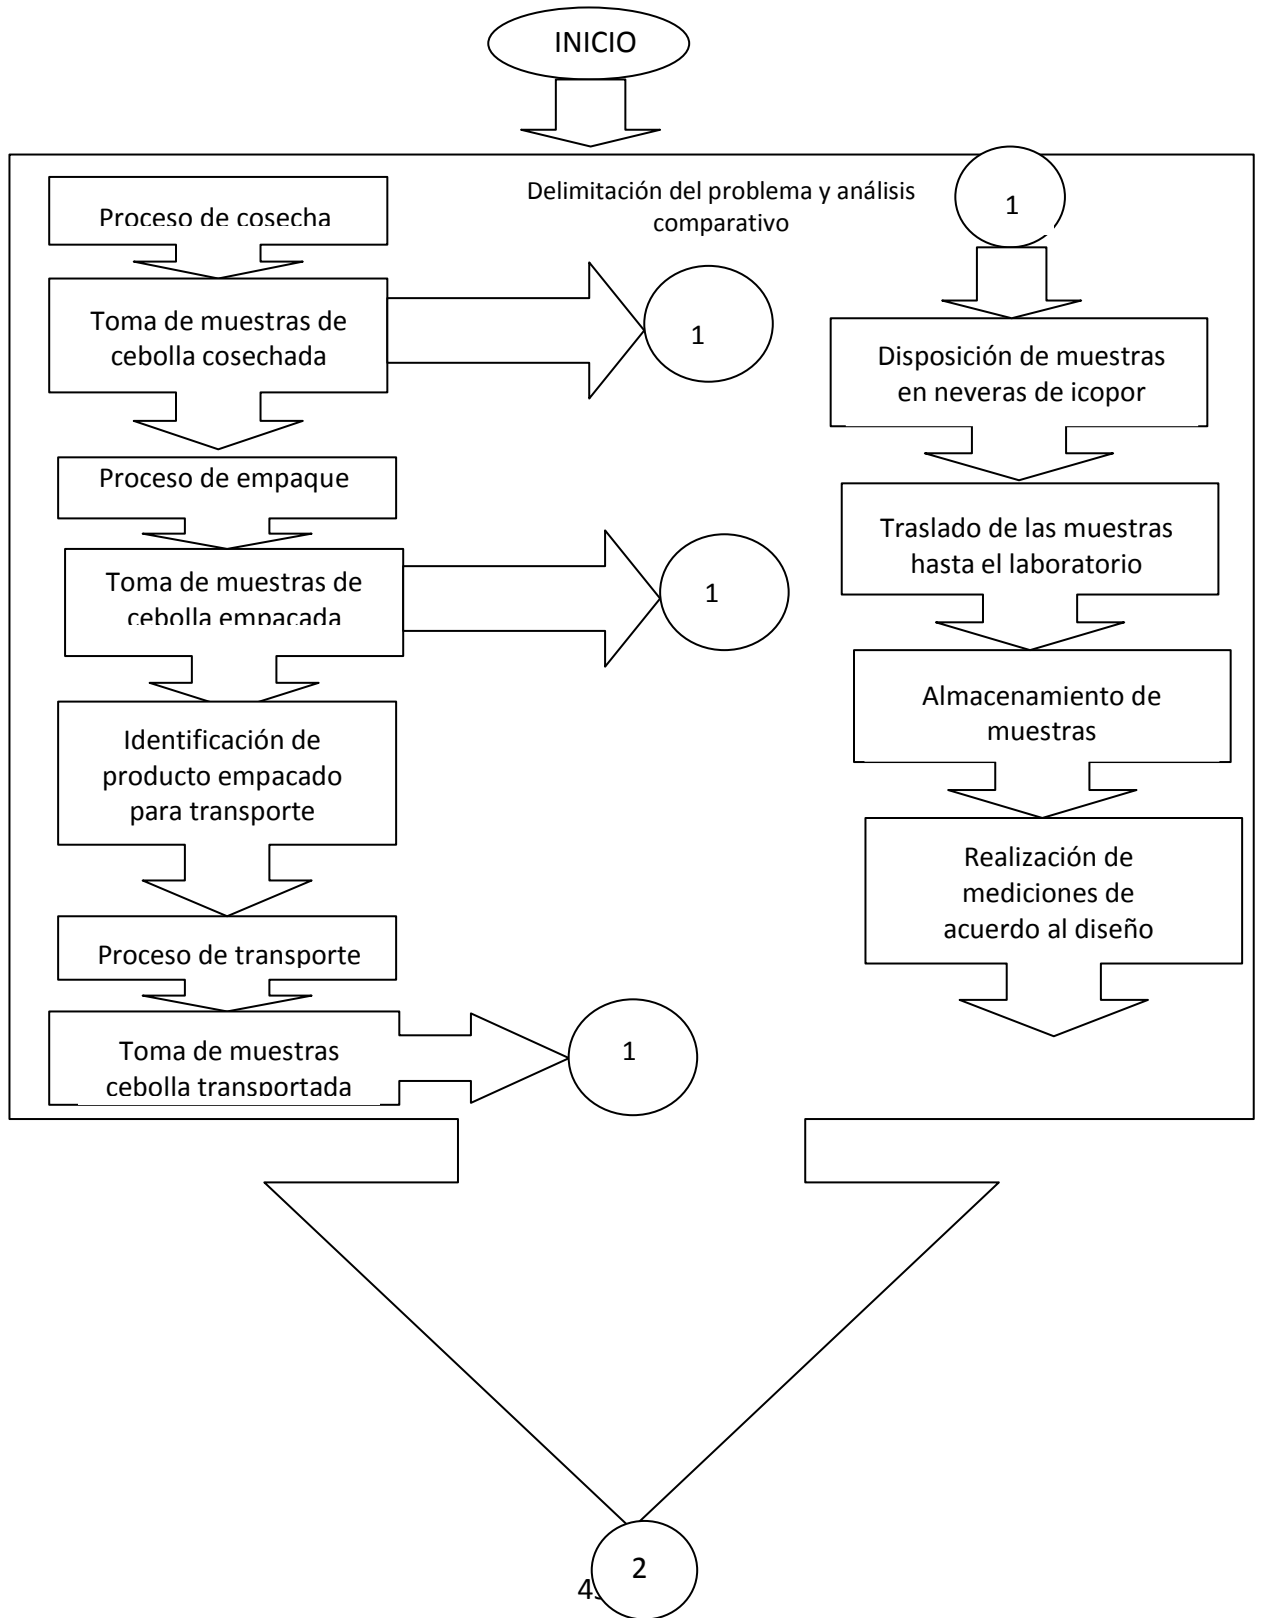 INICIO
Delimitación del problema y análisis
comparativo
Proceso de cosecha
Toma de muestras de
cebolla cosechada
1
Proceso de empaque
Toma de muestras de
cebolla empacada
1
Identificación de
producto empacado
para transporte
Proceso de transporte
Toma de muestras
cebolla transportada
1
1
Disposición de muestras
en neveras de icopor
Traslado de las muestras
hasta el laboratorio
Almacenamiento de
muestras
Realización de
mediciones de
acuerdo al diseño
2